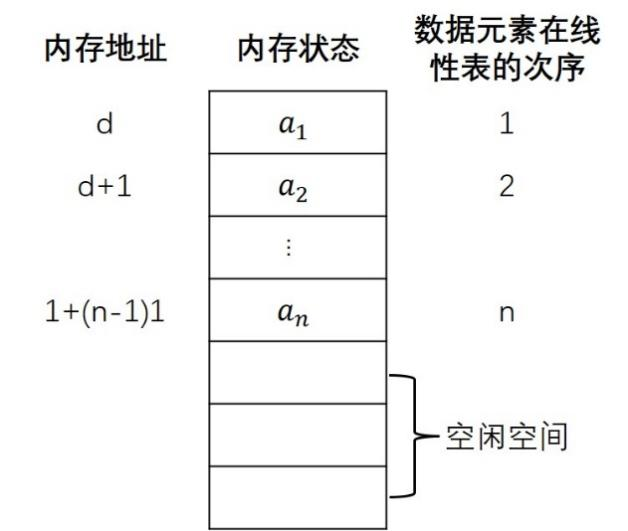 内存地址 内存状态 数据元素在线
性表的次序
d a₁ 1
d+1 a₂ 2
⋮
1+(n-1)1 aₙ n
空闲空间